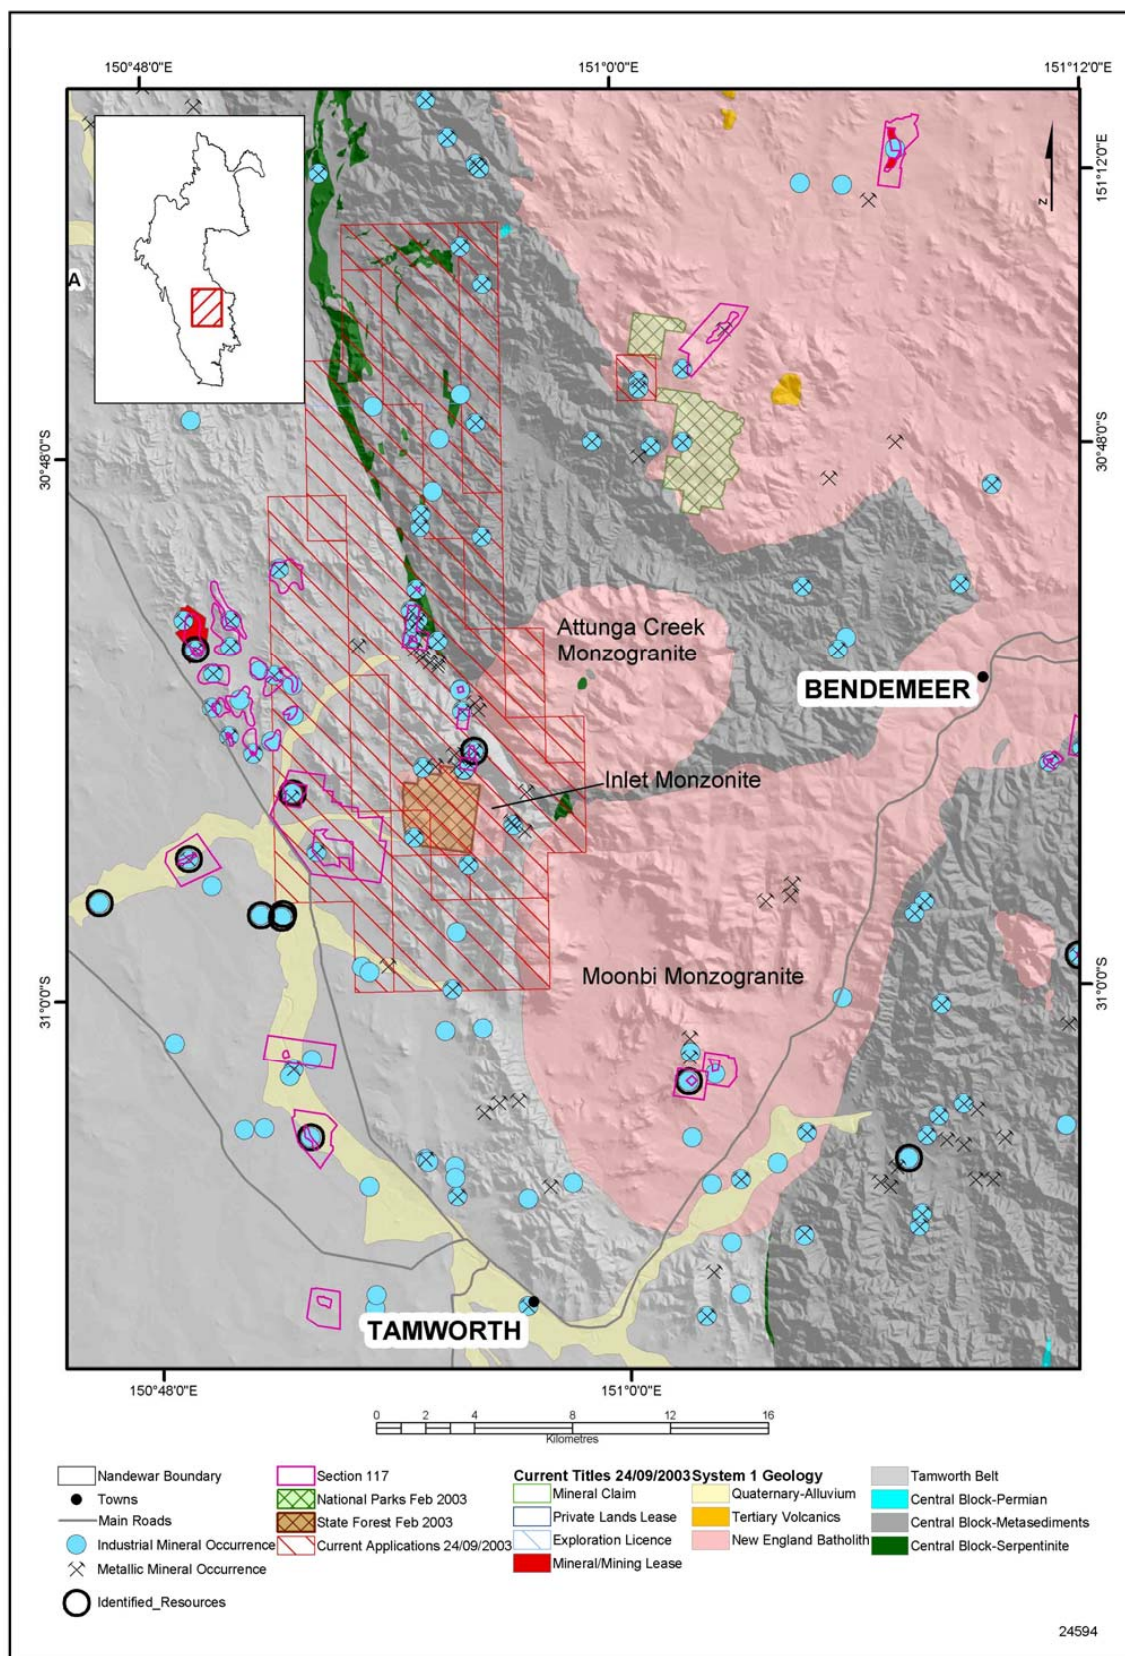 150°48'0"E 151°0'0"E 151°12'0"E
151°12'0"E
N
A
30°48'0"S 30°48'0"S
Attunga Creek
Monzogranite
BENDEMEER
Inlet Monzonite
Moonbi Monzogranite
31°0'0"S 31°0'0"S
TAMWORTH
150°48'0"E 151°0'0"E
0 2 4 8 12 16
Kilometres
Nandewar Boundary
Towns
Main Roads
Industrial Mineral Occurrence
Metallic Mineral Occurrence
Identified_Resources
Section 117
National Parks Feb 2003
State Forest Feb 2003
Current Applications 24/09/2003
Current Titles 24/09/2003
Mineral Claim
Private Lands Lease
Exploration Licence
Mineral/Mining Lease
System 1 Geology
Quaternary-Alluvium
Tertiary Volcanics
New England Batholith
Tamworth Belt
Central Block-Permian
Central Block-Metasediments
Central Block-Serpentinite
24594